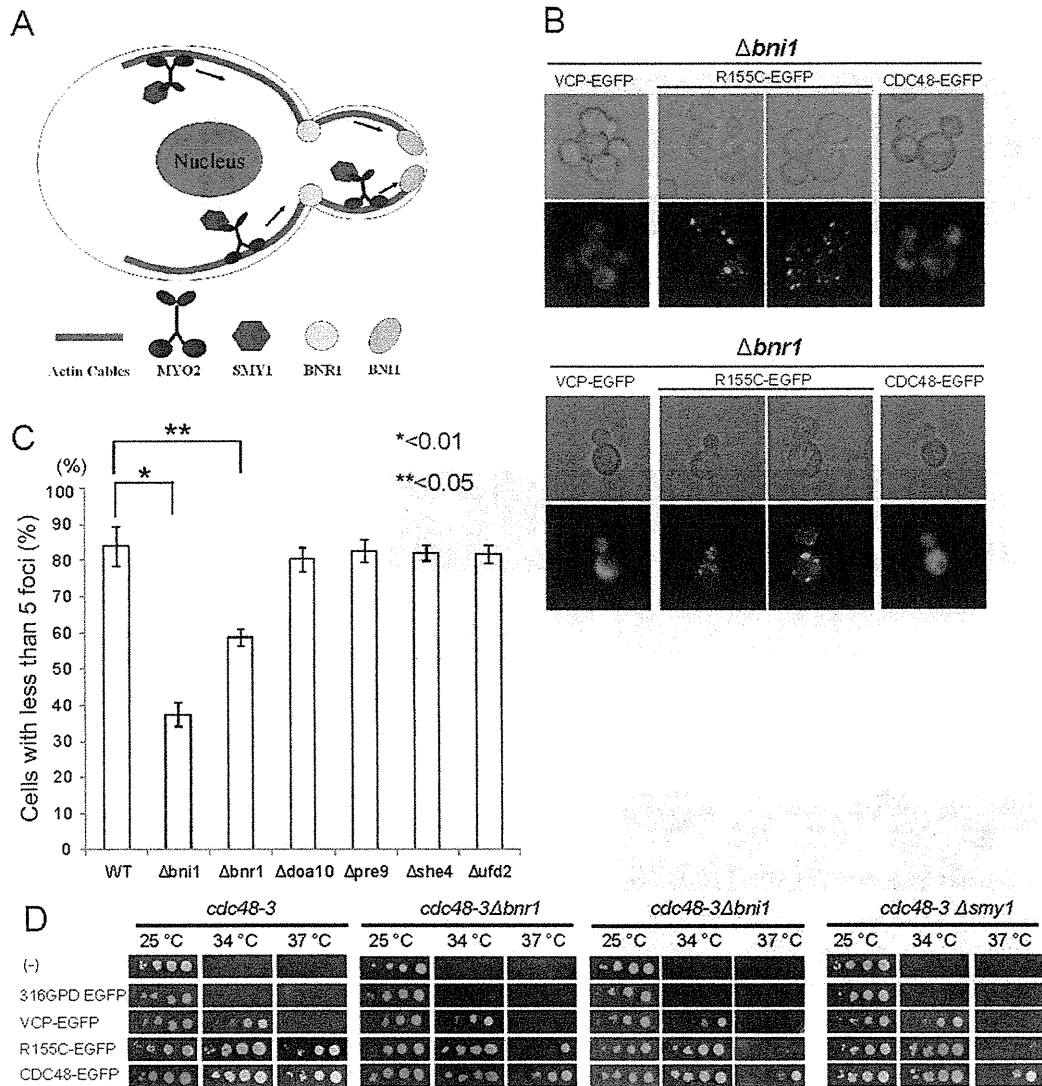 A
Nucleus
Actin Cables MYO2 SMY1 BNR1 BNI1
B
Δbni1
VCP-EGFP R155C-EGFP CDC48-EGFP
Δbnr1
VCP-EGFP R155C-EGFP CDC48-EGFP
C
(%)
** *<0.01
* **<0.05
Cells with less than 5 foci (%)
100
90
80
70
60
50
40
30
20
10
0
WT Δbni1 Δbnr1 Δdoa10 Δpre9 Δshe4 Δufd2
D
cdc48-3 cdc48-3Δbnr1 cdc48-3Δbni1 cdc48-3 Δsmy1
25 °C 34 °C 37 °C 25 °C 34 °C 37 °C 25 °C 34 °C 37 °C 25 °C 34 °C 37 °C
(-)
316GPD EGFP
VCP-EGFP
R155C-EGFP
CDC48-EGFP